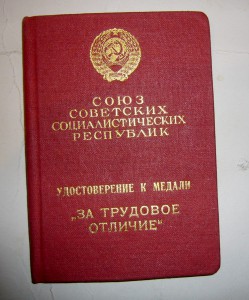 СОЮЗ
СОВЕТСКИХ
СОЦИАЛИСТИЧЕСКИХ
РЕСПУБЛИК
УДОСТОВЕРЕНИЕ К МЕДАЛИ
„ЗА ТРУДОВОЕ
ОТЛИЧИЕ“